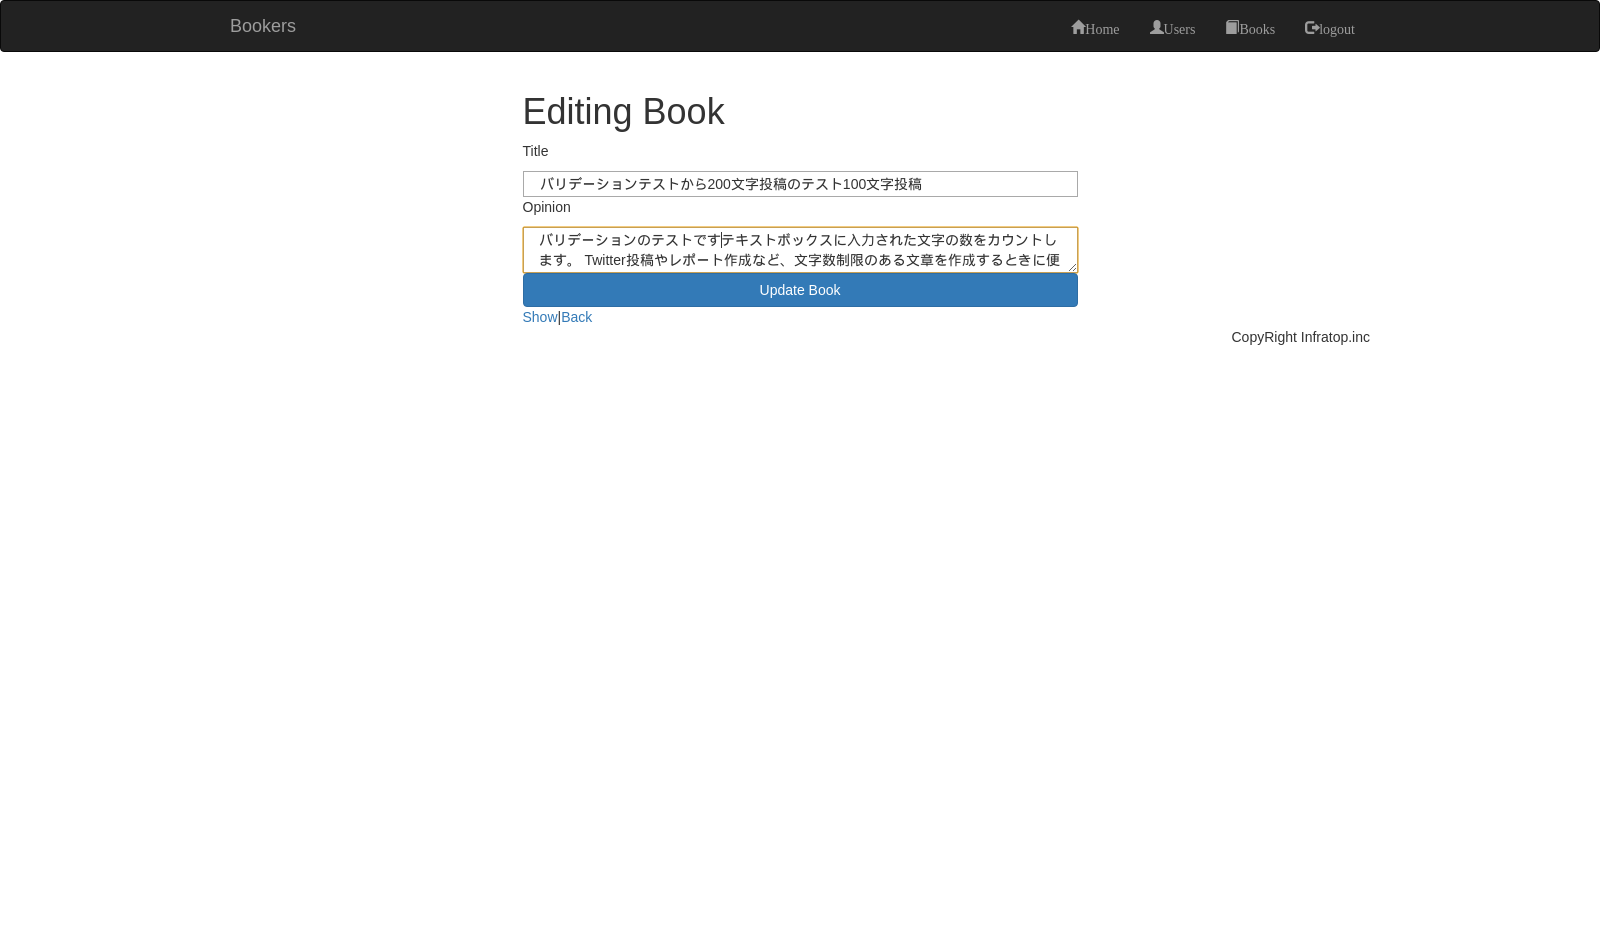 Bookers
Home Users Books logout
Editing Book
Title
バリデーションテストから200文字投稿のテスト100文字投稿
Opinion
バリデーションのテストですテキストボックスに入力された文字の数をカウントし
ます。 Twitter投稿やレポート作成など、文字数制限のある文章を作成するときに便
Update Book
Show|Back
CopyRight Infratop.inc